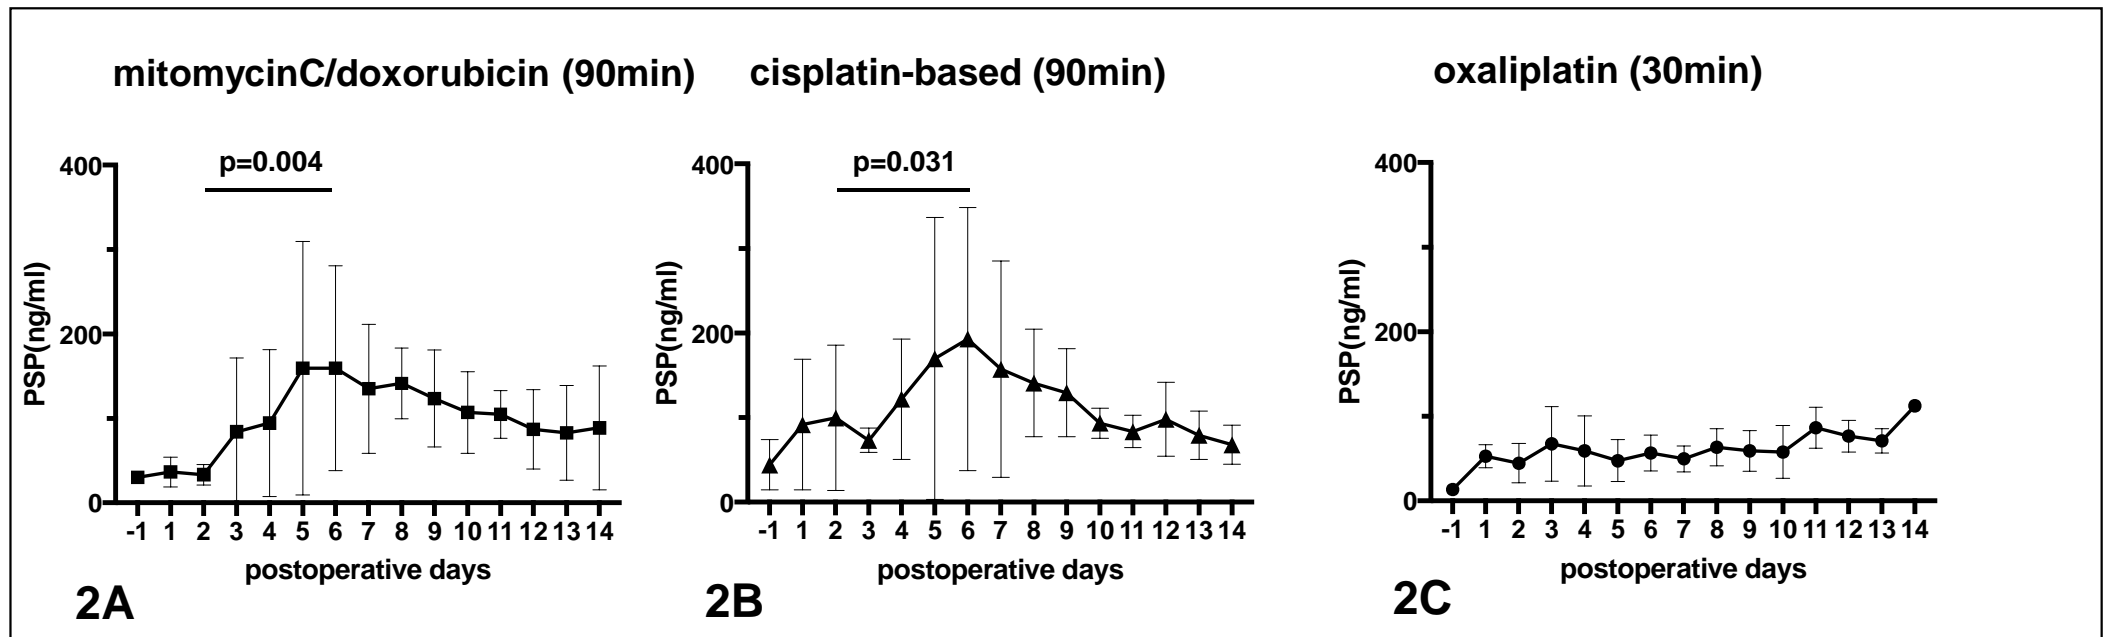 mitomycinC/doxorubicin (90min)
cisplatin-based (90min)
oxaliplatin (30min)
p=0.004
400
200
0
PSP(ng/ml)
-1 1 2 3 4 5 6 7 8 9 10 11 12 13 14
postoperative days
2A
p=0.031
400
200
0
PSP(ng/ml)
-1 1 2 3 4 5 6 7 8 9 10 11 12 13 14
postoperative days
2B
400
200
0
PSP(ng/ml)
-1 1 2 3 4 5 6 7 8 9 10 11 12 13 14
postoperative days
2C